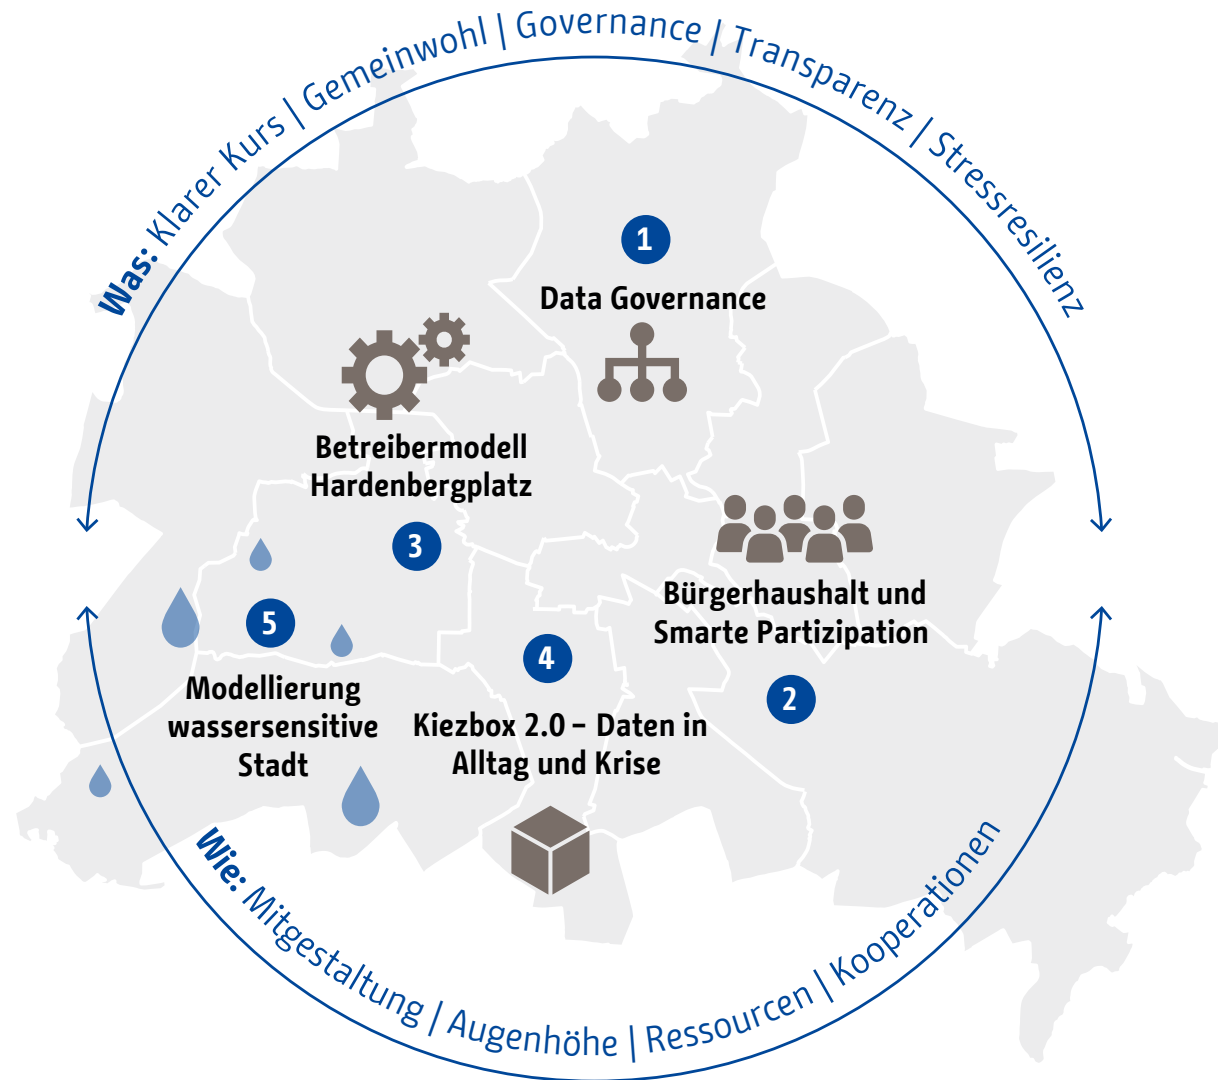 Was: Klarer Kurs | Gemeinwohl | Governance | Transparenz | Stressresilienz
1
Data Governance
Betreibermodell
Hardenbergplatz
3
Bürgerhaushalt und
Smarte Partizipation
2
5
Modellierung
wassersensitive
Stadt
4
Kiezbox 2.0 – Daten in
Alltag und Krise
Wie: Mitgestaltung | Augenhöhe | Ressourcen | Kooperationen